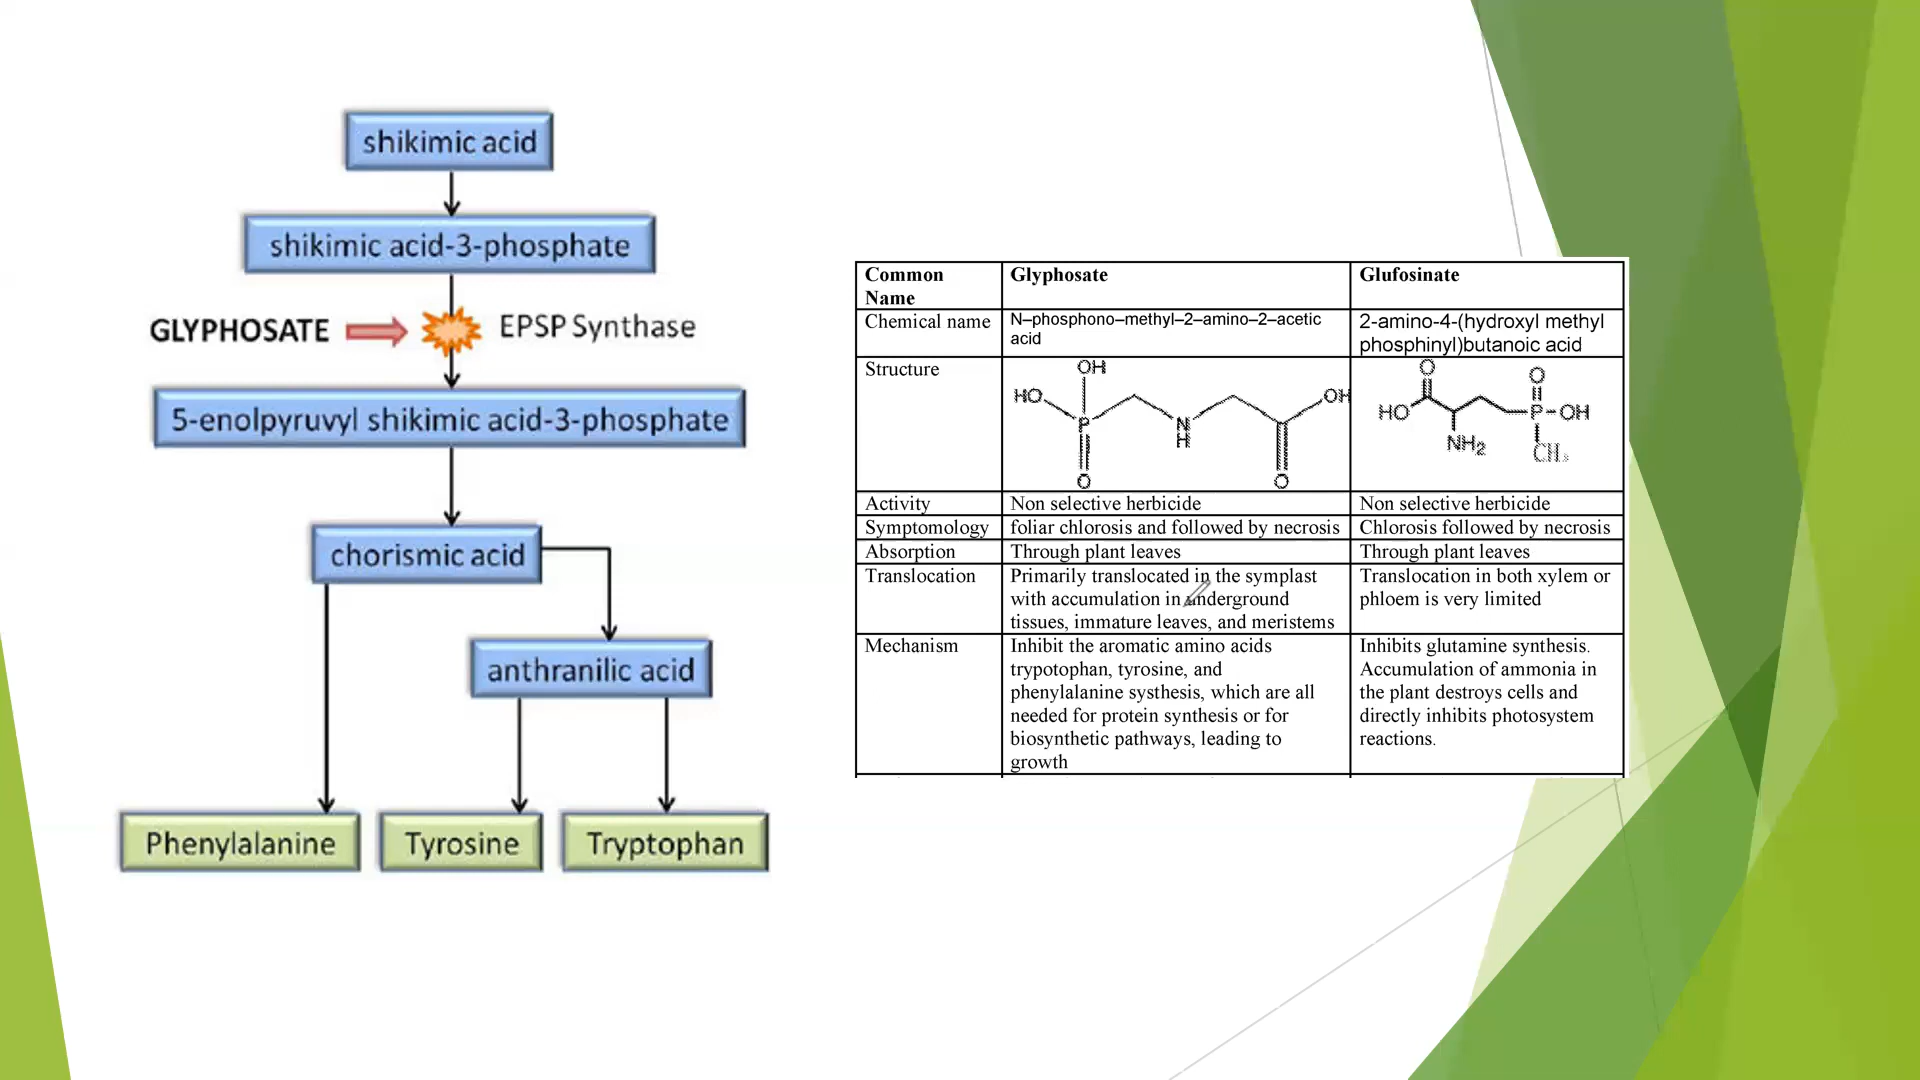 shikimic acid
shikimic acid-3-phosphate
GLYPHOSATE
EPSP Synthase
5-enolpyruvyl shikimic acid-3-phosphate
chorismic acid
anthranilic acid
Phenylalanine
Tyrosine
Tryptophan
Common
Name
Glyphosate
Glufosinate
Chemical name
N–phosphono–methyl–2–amino–2–acetic
acid
2-amino-4-(hydroxyl methyl
phosphinyl)butanoic acid
Structure
OH
HO
P
O
N
H
OH
O
O
HO
NH2
O
P
OH
CH3
Activity
Non selective herbicide
Non selective herbicide
Symptomology
foliar chlorosis and followed by necrosis
Chlorosis followed by necrosis
Absorption
Through plant leaves
Through plant leaves
Translocation
Primarily translocated in the symplast
with accumulation in underground
tissues, immature leaves, and meristems
Translocation in both xylem or
phloem is very limited
Mechanism
Inhibit the aromatic amino acids
trypotophan, tyrosine, and
phenylalanine systhesis, which are all
needed for protein synthesis or for
biosynthetic pathways, leading to
growth
Inhibits glutamine synthesis.
Accumulation of ammonia in
the plant destroys cells and
directly inhibits photosystem
reactions.